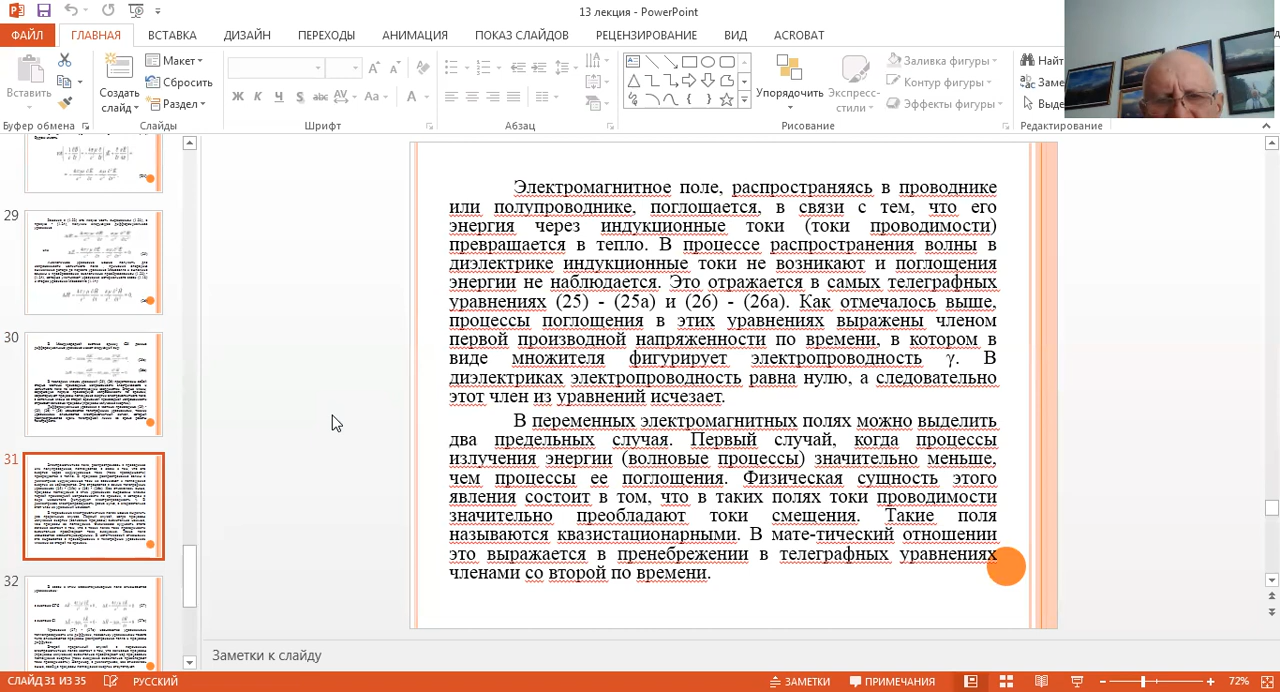 13 лекция - PowerPoint
ФАЙЛ ГЛАВНАЯ ВСТАВКА ДИЗАЙН ПЕРЕХОДЫ АНИМАЦИЯ ПОКАЗ СЛАЙДОВ РЕЦЕНЗИРОВАНИЕ ВИД ACROBAT
Вставить
Создать слайд
Макет
Сбросить
Раздел
Ж К Ч S abc AV Aa A
Упорядочить
Экспресс-стили
Заливка фигуры
Контур фигуры
Эффекты фигуры
Найт
Заме
Выде
Буфер обмена Слайды Шрифт Абзац Рисование Редактирование
29
30
31
32
Электромагнитное поле, распространяясь в проводнике
или полупроводнике, поглощается, в связи с тем, что его
энергия через индукционные токи (токи проводимости)
превращается в тепло. В процессе распространения волны в
диэлектрике индукционные токи не возникают и поглощения
энергии не наблюдается. Это отражается в самых телеграфных
уравнениях (25) - (25а) и (26) - (26а). Как отмечалось выше,
процессы поглощения в этих уравнениях выражены членом
первой производной напряженности по времени, в котором в
виде множителя фигурирует электропроводность γ. В
диэлектриках электропроводность равна нулю, а следовательно
этот член из уравнений исчезает.
В переменных электромагнитных полях можно выделить
два предельных случая. Первый случай, когда процессы
излучения энергии (волновые процессы) значительно меньше,
чем процессы ее поглощения. Физическая сущность этого
явления состоит в том, что в таких полях токи проводимости
значительно преобладают токи смещения. Такие поля
называются квазистационарными. В мате-тический отношении
это выражается в пренебрежении в телеграфных уравнениях
членами со второй по времени.
Заметки к слайду
СЛАЙД 31 ИЗ 35 РУССКИЙ ЗАМЕТКИ ПРИМЕЧАНИЯ 72%